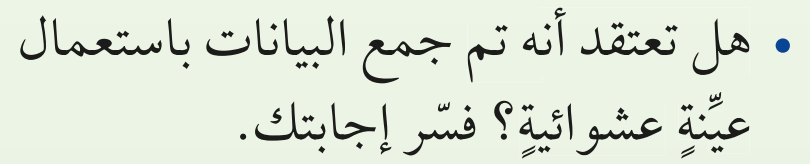 • هل تعتقد أنه تم جمع البيانات باستعمال
عيِّنةٍ عشوائيةٍ؟ فسّر إجابتك.